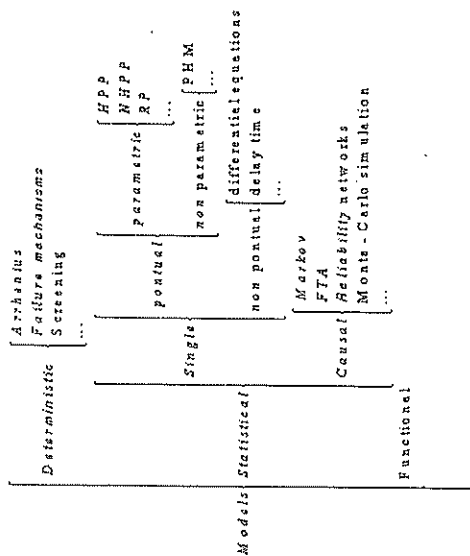 Models
Deterministic
Arrhenius
Failure mechanisms
Screening
...
Statistical
Single
pontual
parametric
HPP
NHPP
RP
...
non parametric
PHM
...
non pontual
differential equations
delay time
...
Causal
Markov
FTA
Reliability networks
Monte-Carlo simulation
...
Functional